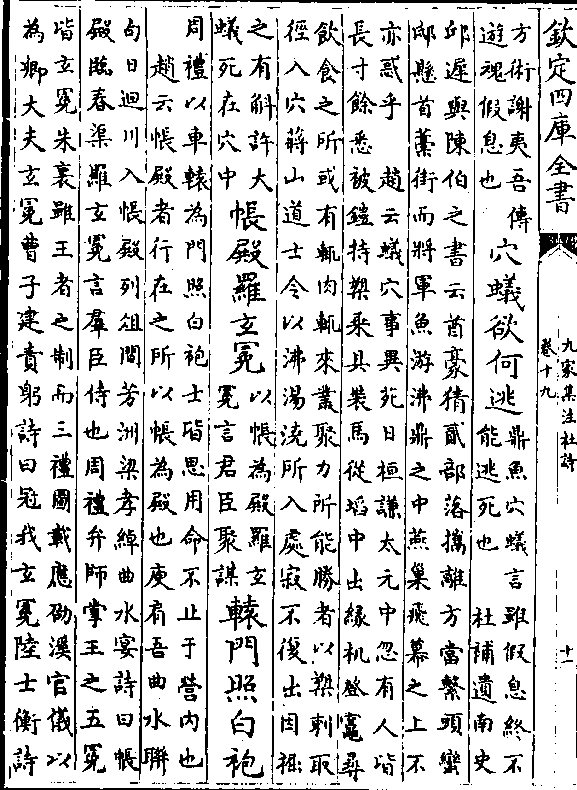 欽定四庫全書
九家集注杜詩
卷十九
十一
方術謝夷吾傳
遊魂假息也
穴蟻欲何逃
鼎魚穴蟻言雖假息終不
能逃死也　杜補遺南史
邱遲與陳伯之書云酋豪猜貳部落攜離方當繫頭蠻
邸懸首藁街而將軍魚游沸鼎之中燕巢飛幕之上不
亦惑乎　趙云蟻穴事異苑曰桓謙太元中忽有人皆
長寸餘悉被鎧持槊乘具裝馬從埳中出緣机登竈尋
飲食之所或有㽃肉㽃來叢聚力所能勝者以槊刺取
徑入穴蔣山道士令以沸湯澆所入處寂不復出因掘
之有斛許大
蟻死在穴中
帳殿羅玄冕
以帳為殿羅立
冕言君臣聚謀
轅門照白袍
周禮以車轅為門照白袍士皆思用命不止于營内也
趙云帳殿者行在之所以帳為殿也庾肩吾曲水聯
句曰迴川入帳殿列俎間芳洲梁孝綽曲水宴詩曰帳
殿臨春渠羅玄冕言羣臣侍也周禮弁師掌王之五冕
皆玄冕朱裏雖王者之制而三禮圖載應劭漢官儀以
為卿大夫玄冕曹子建責躬詩曰冠我玄冕陸士衡詩